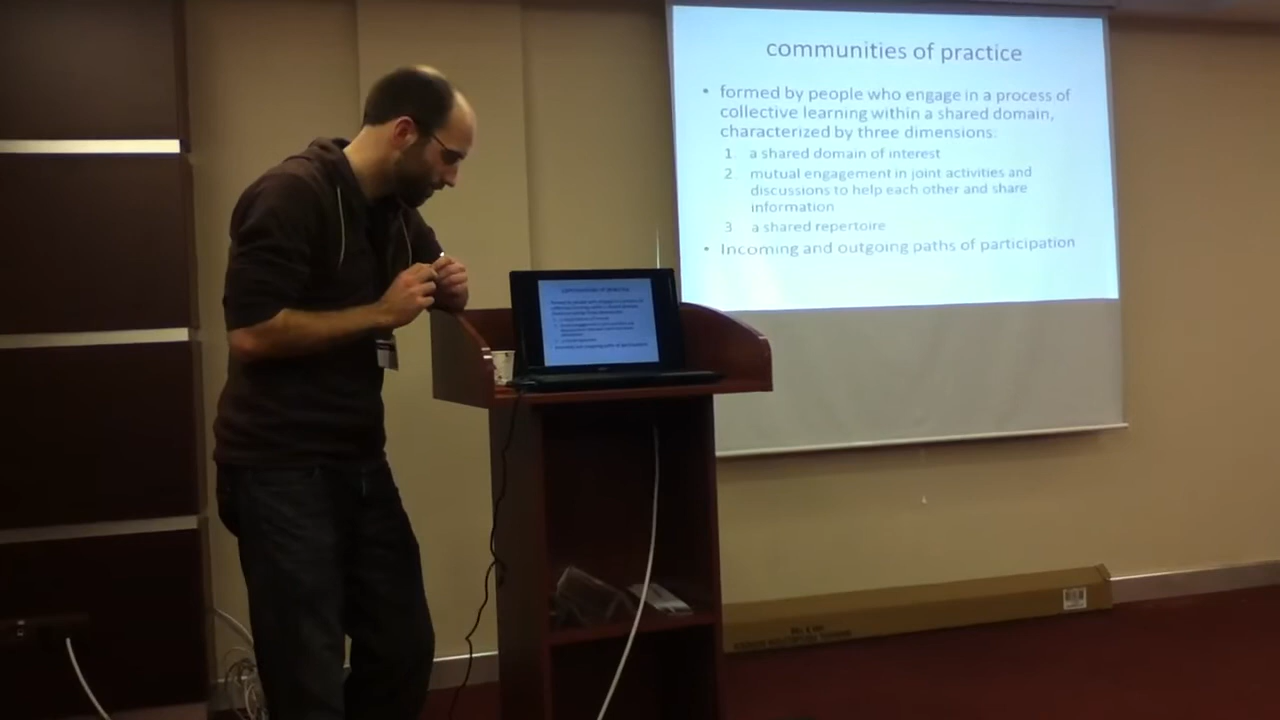 communities of practice
• formed by people who engage in a process of
collective learning within a shared domain,
characterized by three dimensions:
1 a shared domain of interest
2 mutual engagement in joint activities and
discussions to help each other and share
information
3 a shared repertoire
• Incoming and outgoing paths of participation